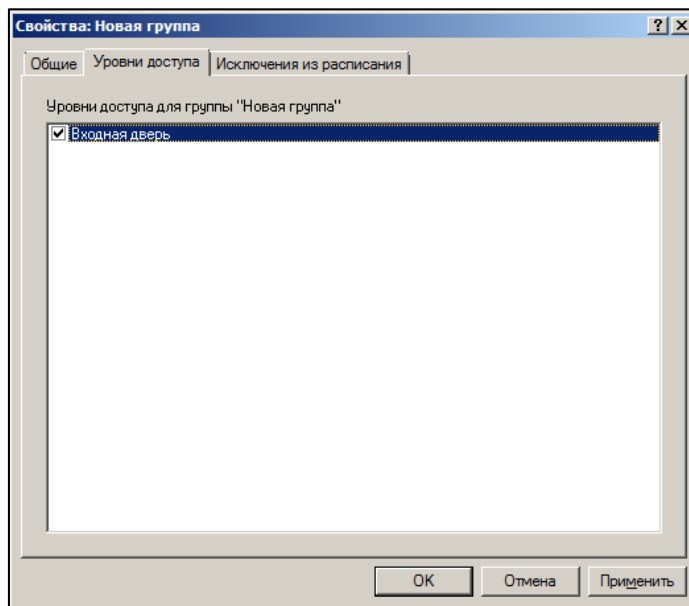 Свойства: Новая группа
Общие Уровни доступа Исключения из расписания
Уровни доступа для группы "Новая группа"
Входная дверь
OK Отмена Применить